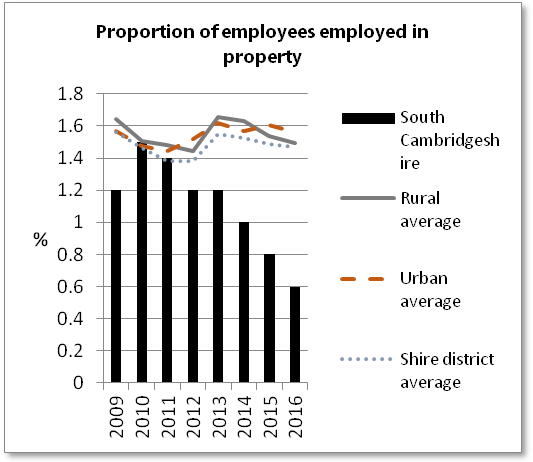 Proportion of employees employed in
property
1.8
1.6
1.4
1.2
1
0.8
0.6
0.4
0.2
0
%
2009
2010
2011
2012
2013
2014
2015
2016
South
Cambridgesh
ire
Rural
average
Urban
average
Shire district
average